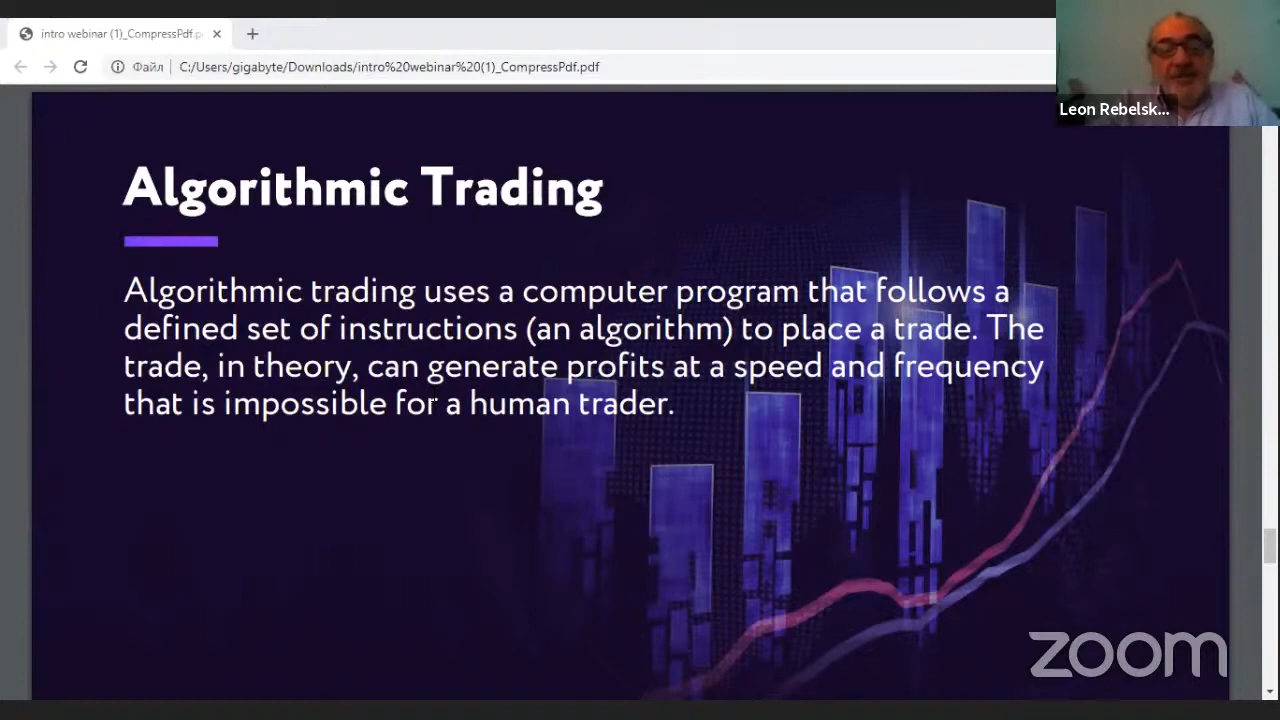 intro webinar (1)_CompressPdf.p
Файл
C:/Users/gigabyte/Downloads/intro%20webinar%20(1)_CompressPdf.pdf
Leon Rebelsk...
Algorithmic Trading
Algorithmic trading uses a computer program that follows a
defined set of instructions (an algorithm) to place a trade. The
trade, in theory, can generate profits at a speed and frequency
that is impossible for a human trader.
zoom